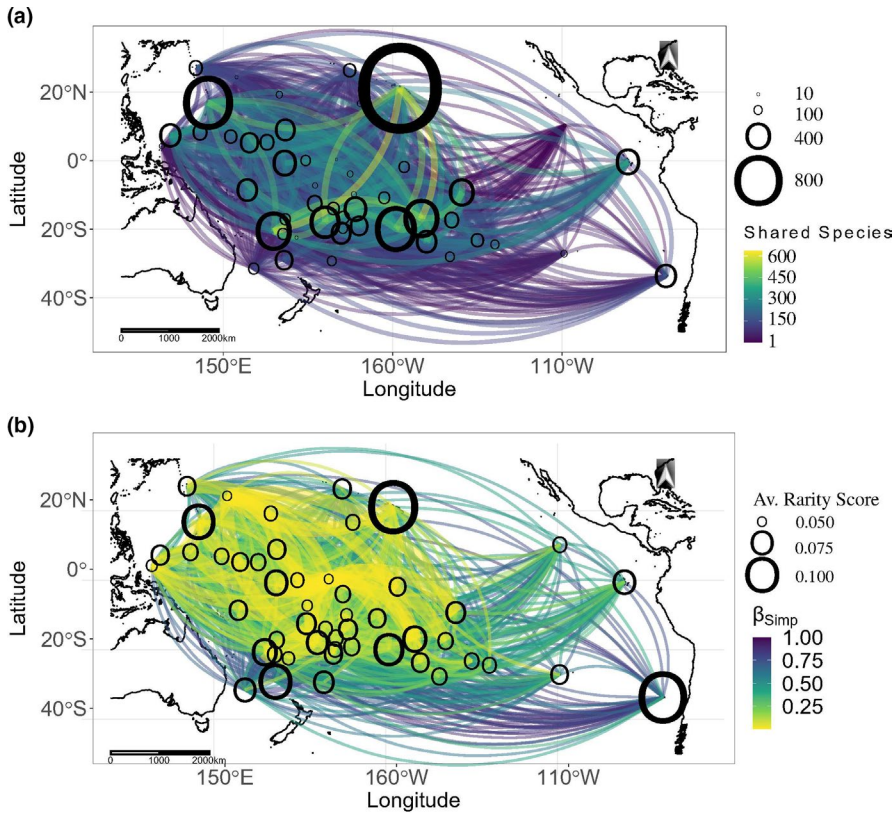 (a)
20°N
0°
20°S
40°S
Latitude
0 1000 2000km
150°E
160°W
110°W
Longitude
10
100
400
800
Shared Species
600
450
300
150
1
(b)
20°N
0°
20°S
40°S
Latitude
0 1000 2000km
150°E
160°W
110°W
Longitude
Av. Rarity Score
0.050
0.075
0.100
βSimp
1.00
0.75
0.50
0.25